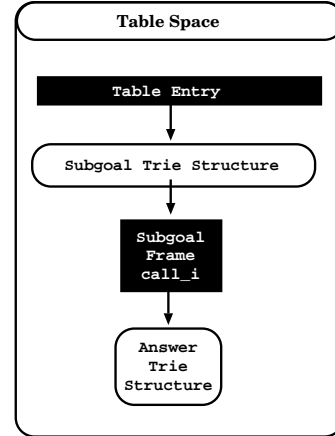 Table Space
Table Entry
Subgoal Trie Structure
Subgoal
Frame
call_i
Answer
Trie
Structure